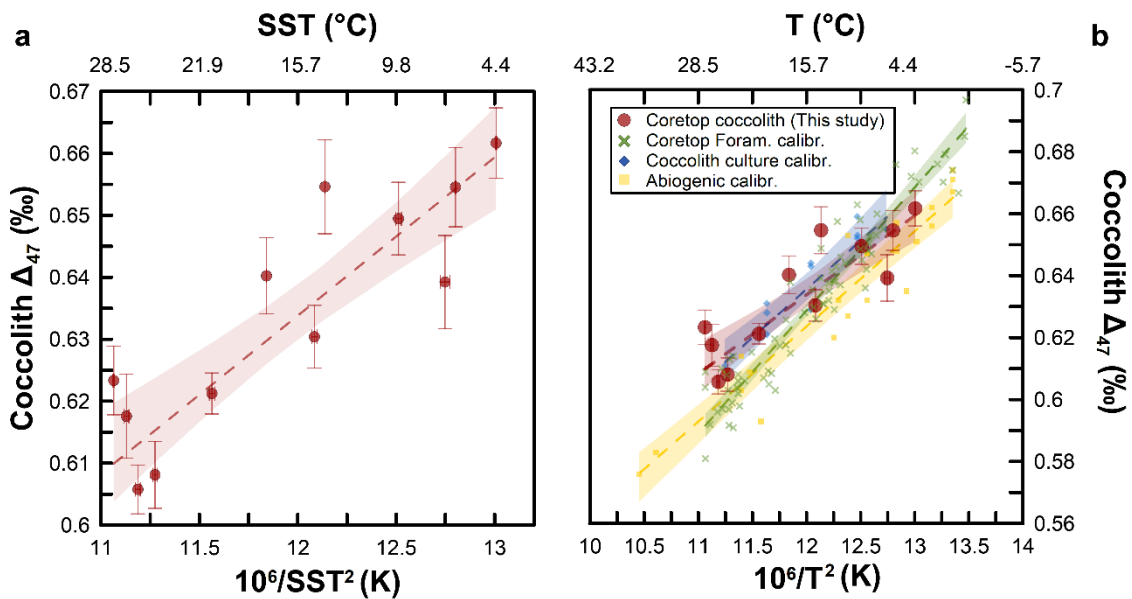 a
SST (°C)
28.5 21.9 15.7 9.8 4.4
Coccolith Δ47 (‰)
0.67
0.66
0.65
0.64
0.63
0.62
0.61
0.6
11 11.5 12 12.5 13
10⁶/SST² (K)
T (°C)
b
43.2 28.5 15.7 4.4 -5.7
Coretop coccolith (This study)
Coretop Foram. calibr.
Coccolith culture calibr.
Abiogenic calibr.
0.7
0.68
0.66
0.64
0.62
0.6
0.58
0.56
Coccolith Δ47 (‰)
10 10.5 11 11.5 12 12.5 13 13.5 14
10⁶/T² (K)